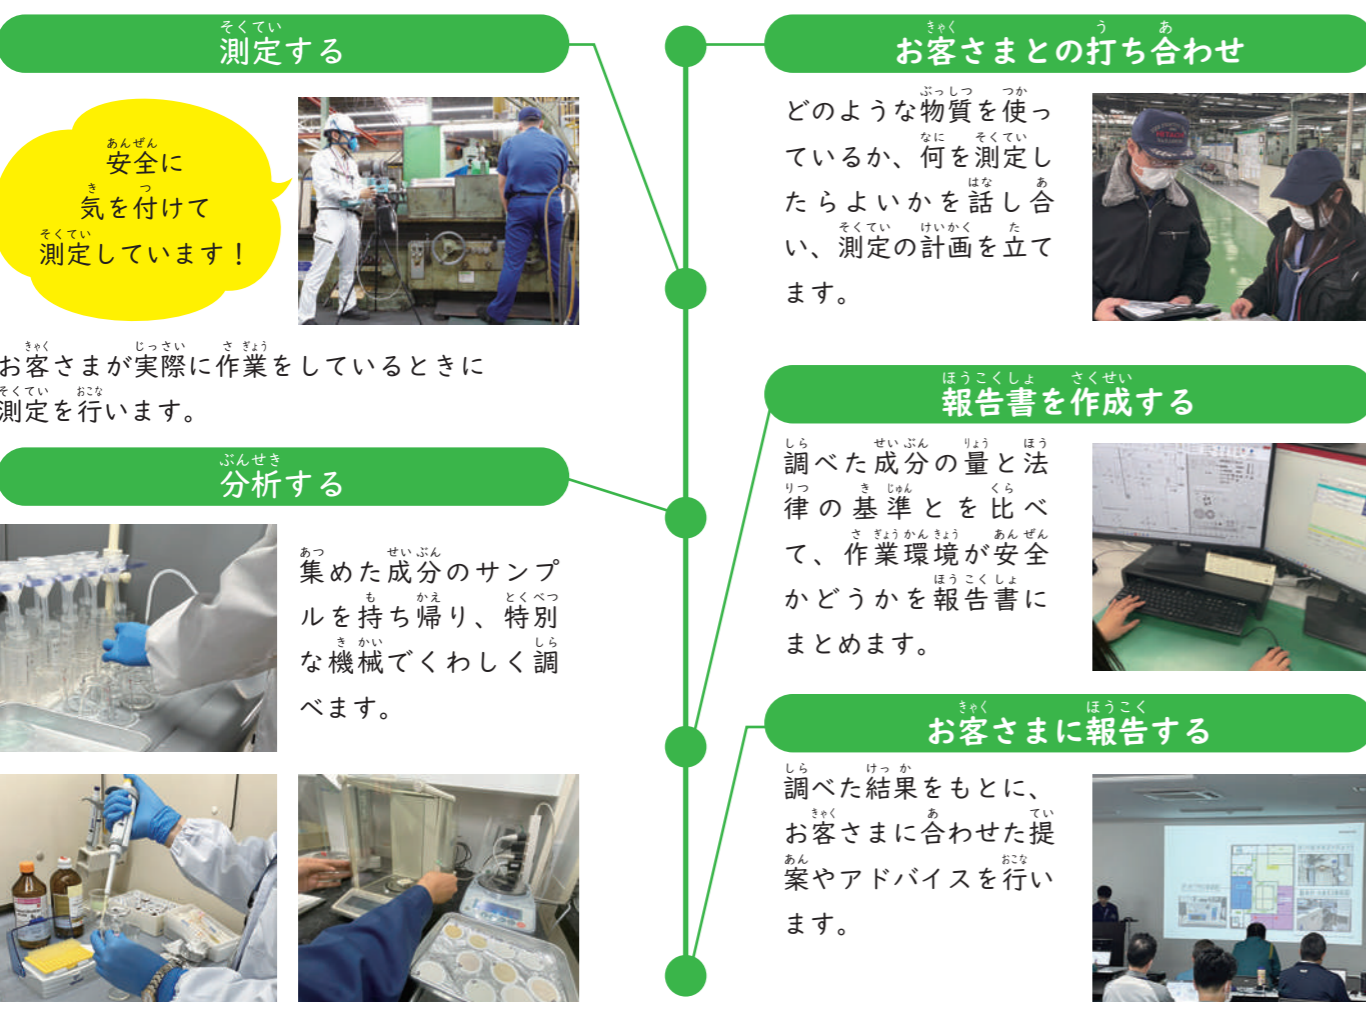 お客さまとの打ち合わせ
どのような物質を使っ
ているか、何を測定し
たらよいかを話し合
い、測定の計画を立て
ます。
測定する
安全に
気を付けて
測定しています！
お客さまが実際に作業をしているときに
測定を行います。
分析する
集めた成分のサンプ
ルを持ち帰り、特別
な機械でくわしく調
べます。
報告書を作成する
調べた成分の量と法
律の基準とを比べ
て、作業環境が安全
かどうかを報告書に
まとめます。
お客さまに報告する
調べた結果をもとに、
お客さまに合わせた提
案やアドバイスを行い
ます。